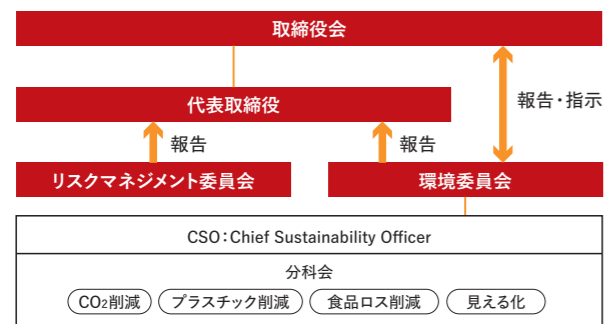 取締役会
報告・指示
代表取締役
報告
報告
リスクマネジメント委員会
環境委員会
CSO：Chief Sustainability Officer
分科会
CO2削減
プラスチック削減
食品ロス削減
見える化